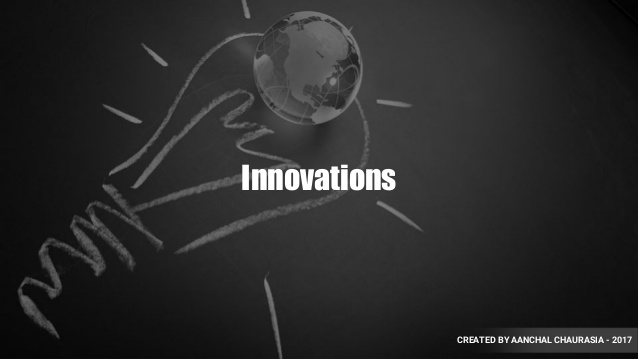 Innovations
CREATED BY AANCHAL CHAURASIA - 2017